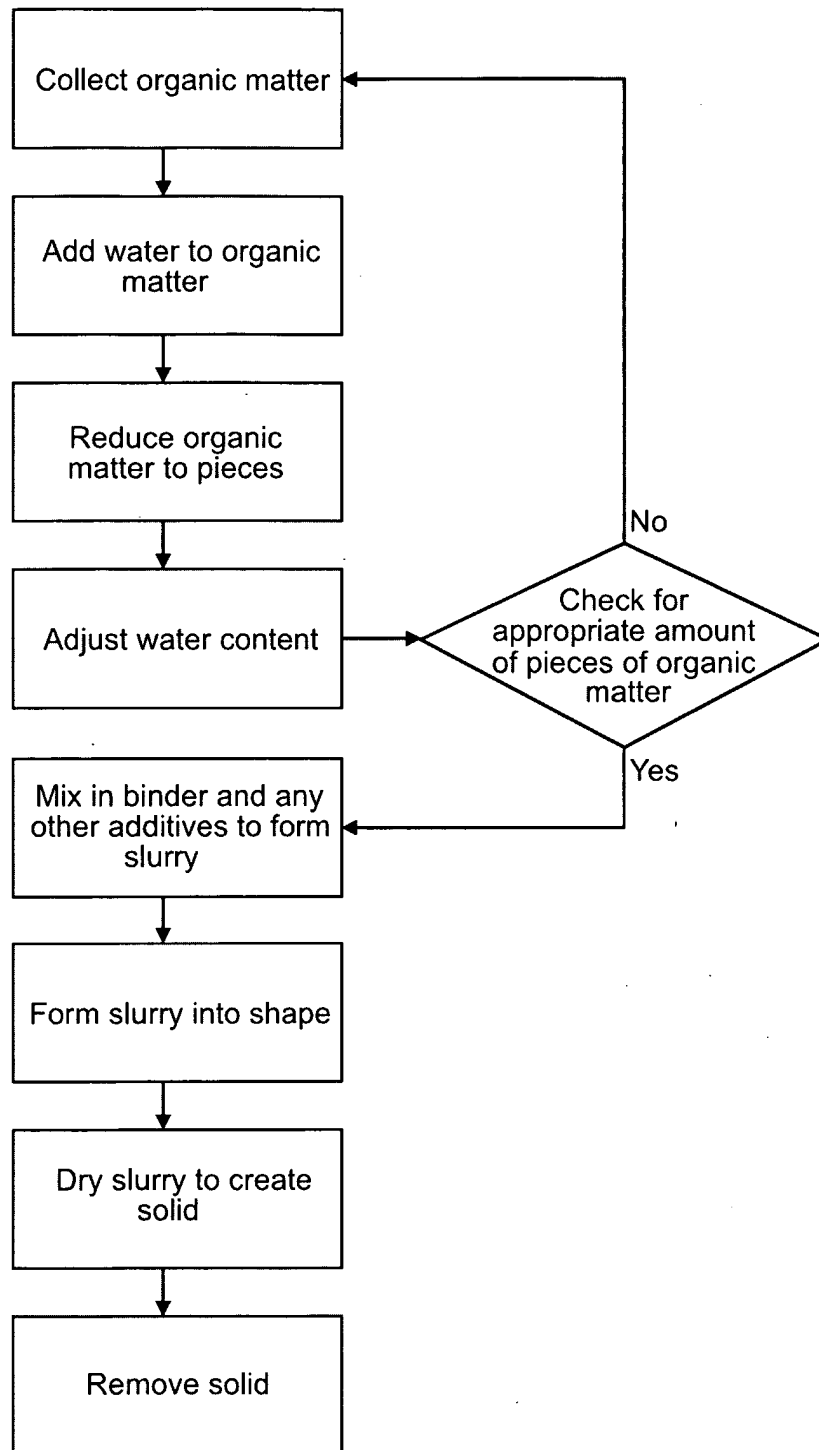 Collect organic matter
Add water to organic
matter
Reduce organic
matter to pieces
Adjust water content
No
Check for
appropriate amount
of pieces of organic
matter
Yes
Mix in binder and any
other additives to form
slurry
Form slurry into shape
Dry slurry to create
solid
Remove solid